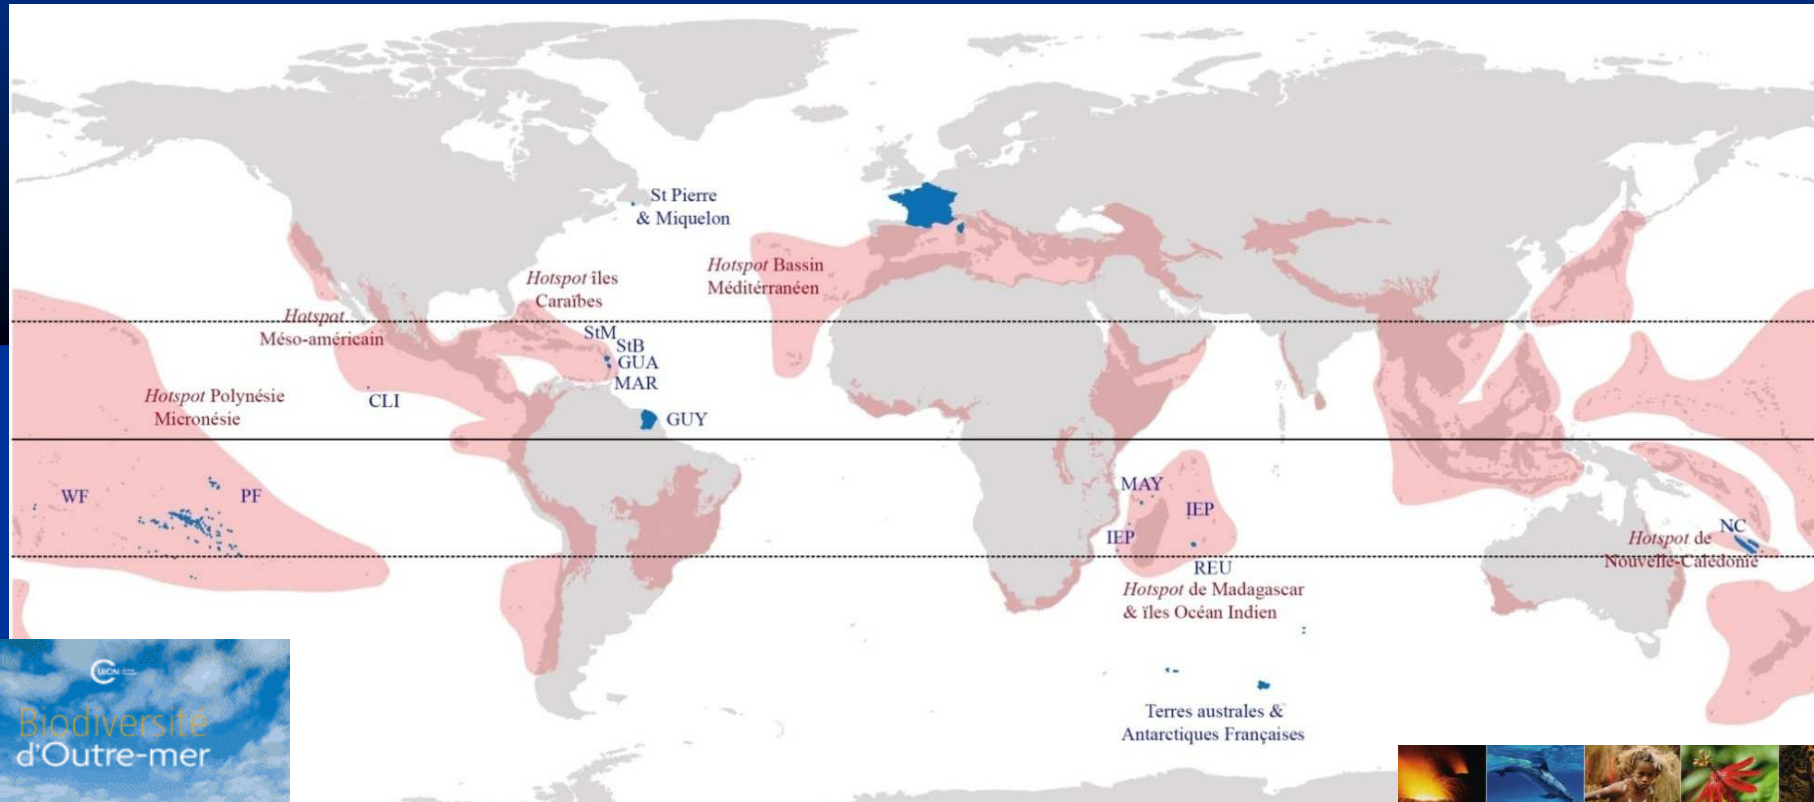 St Pierre
& Miquelon
Hotspot îles
Caraïbes
Hotspot Bassin
Méditérranéen
Hotspot
Méso-américain
StM
StB
GUA
MAR
CLI
GUY
Hotspot Polynésie
Micronésie
WF
PF
MAY
IEP
IEP
REU
Hotspot de Madagascar
& îles Océan Indien
NC
Hotspot de
Nouvelle-Calédonie
Terres australes &
Antarctiques Françaises
UICN
Biodiversité
d'Outre-mer